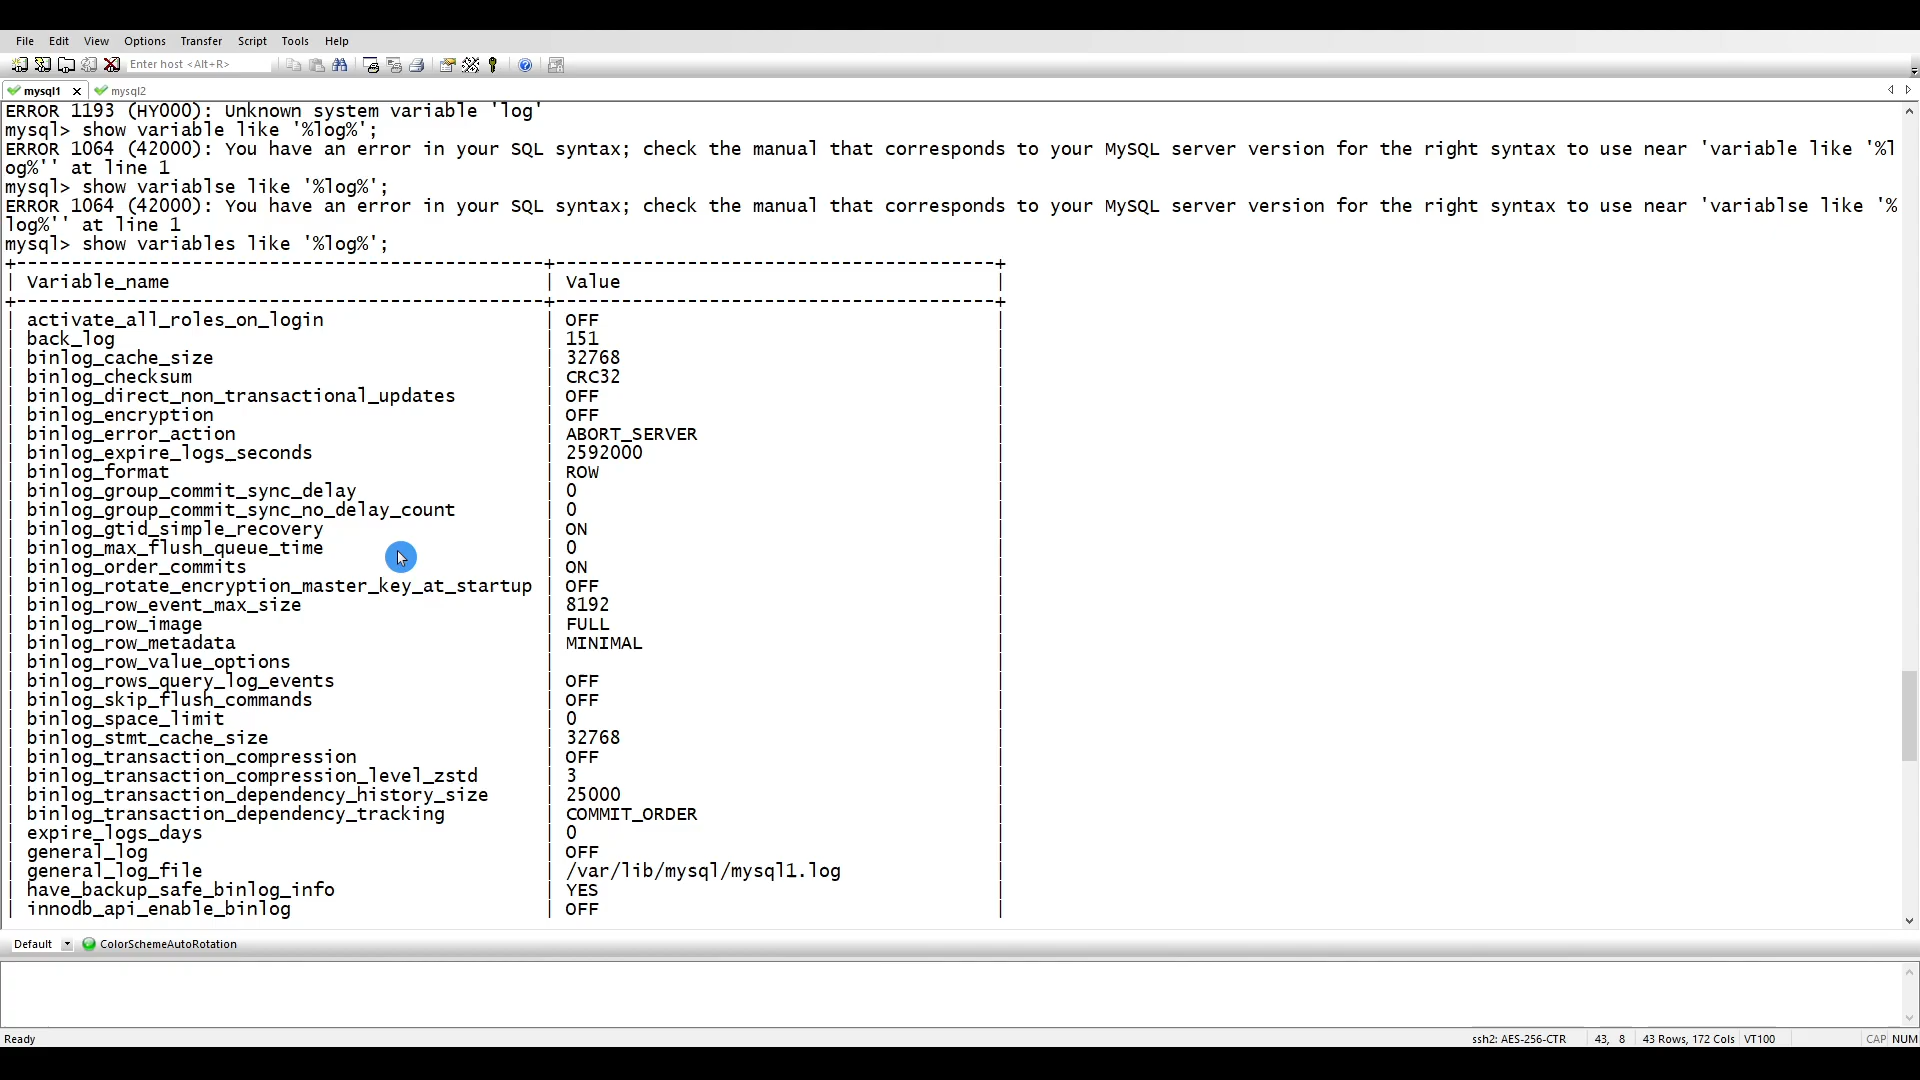 File Edit View Options Transfer Script Tools Help
Enter host <Alt+R>
mysql1 mysql2
ERROR 1193 (HY000): Unknown system variable 'log'
mysql> show variable like '%log%';
ERROR 1064 (42000): You have an error in your SQL syntax; check the manual that corresponds to your MySQL server version for the right syntax to use near 'variable like '%l
og%'' at line 1
mysql> show variablse like '%log%';
ERROR 1064 (42000): You have an error in your SQL syntax; check the manual that corresponds to your MySQL server version for the right syntax to use near 'variablse like '%
log%'' at line 1
mysql> show variables like '%log%';
+------------------------------------------------+----------------------------------------+
| Variable_name | Value |
+------------------------------------------------+----------------------------------------+
| activate_all_roles_on_login | OFF |
| back_log | 151 |
| binlog_cache_size | 32768 |
| binlog_checksum | CRC32 |
| binlog_direct_non_transactional_updates | OFF |
| binlog_encryption | OFF |
| binlog_error_action | ABORT_SERVER |
| binlog_expire_logs_seconds | 2592000 |
| binlog_format | ROW |
| binlog_group_commit_sync_delay | 0 |
| binlog_group_commit_sync_no_delay_count | 0 |
| binlog_gtid_simple_recovery | ON |
| binlog_max_flush_queue_time | 0 |
| binlog_order_commits | ON |
| binlog_rotate_encryption_master_key_at_startup | OFF |
| binlog_row_event_max_size | 8192 |
| binlog_row_image | FULL |
| binlog_row_metadata | MINIMAL |
| binlog_row_value_options | |
| binlog_rows_query_log_events | OFF |
| binlog_skip_flush_commands | OFF |
| binlog_space_limit | 0 |
| binlog_stmt_cache_size | 32768 |
| binlog_transaction_compression | OFF |
| binlog_transaction_compression_level_zstd | 3 |
| binlog_transaction_dependency_history_size | 25000 |
| binlog_transaction_dependency_tracking | COMMIT_ORDER |
| expire_logs_days | 0 |
| general_log | OFF |
| general_log_file | /var/lib/mysql/mysql1.log |
| have_backup_safe_binlog_info | YES |
| innodb_api_enable_binlog | OFF |
Default ColorSchemeAutoRotation
Ready ssh2: AES-256-CTR 43, 8 43 Rows, 172 Cols VT100 CAP NUM